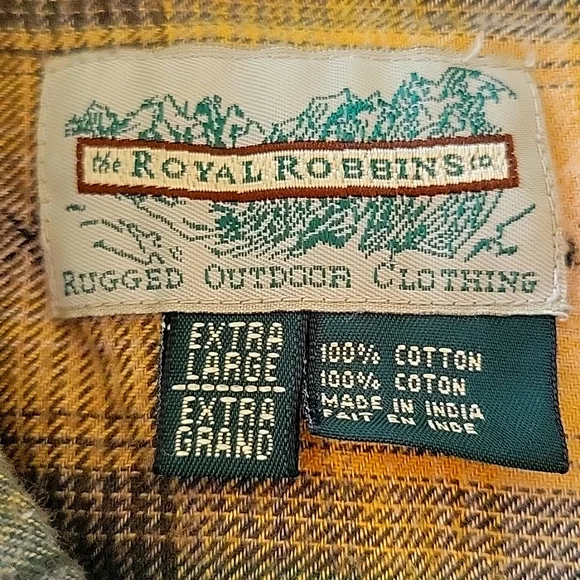 the ROYAL ROBBINS co
RUGGED OUTDOOR CLOTHING
EXTRA
LARGE
EXTRA
GRAND
100% COTTON
100% COTON
MADE IN INDIA
FAIT EN INDE